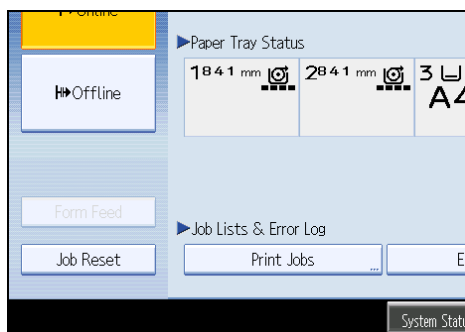 Online
Paper Tray Status
1 841 mm
2 841 mm
3
A4
Offline
Form Feed
Job Lists & Error Log
Job Reset
Print Jobs
E
System Statu